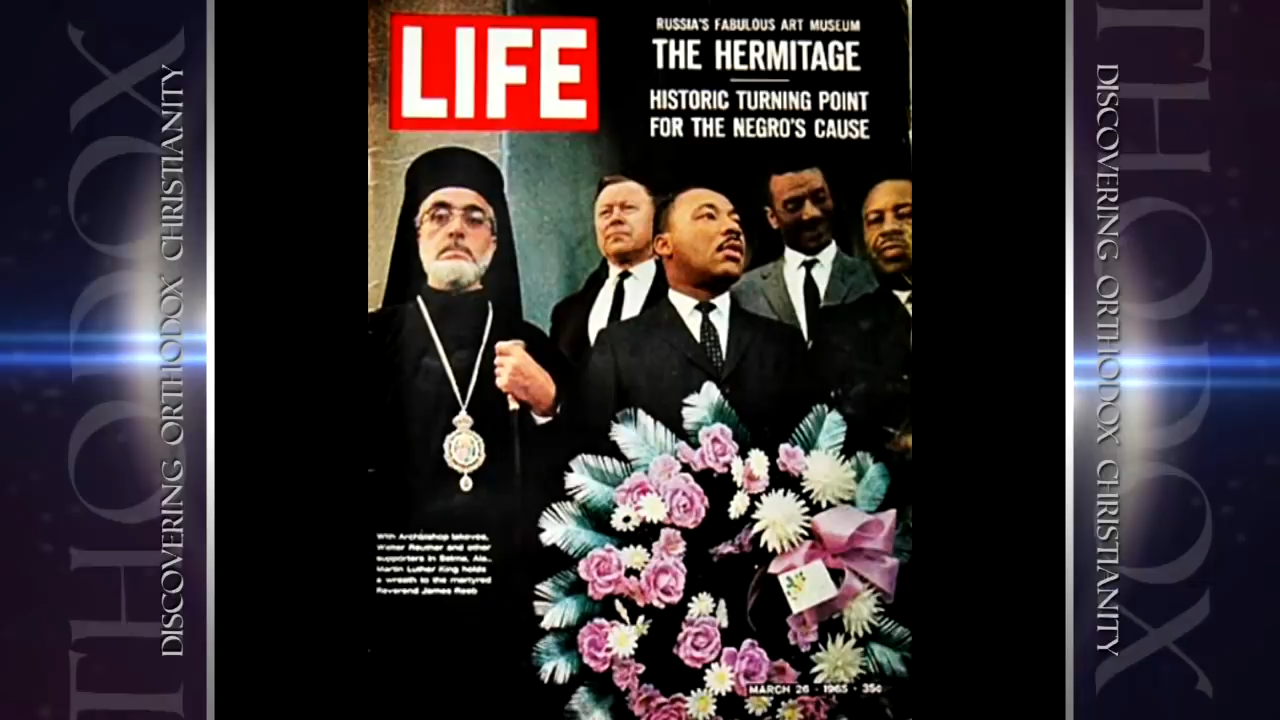 LIFE
RUSSIA'S FABULOUS ART MUSEUM
THE HERMITAGE
HISTORIC TURNING POINT
FOR THE NEGRO'S CAUSE
With Archbishop Iakovos,
Walter Reuther and other
supporters in Selma, Ala.,
Martin Luther King holds
a wreath to the martyred
Reverend James Reeb
MARCH 26 · 1965 · 35¢
DISCOVERING ORTHODOX CHRISTIANITY
THODOX
DISCOVERING ORTHODOX CHRISTIANITY
THODOX